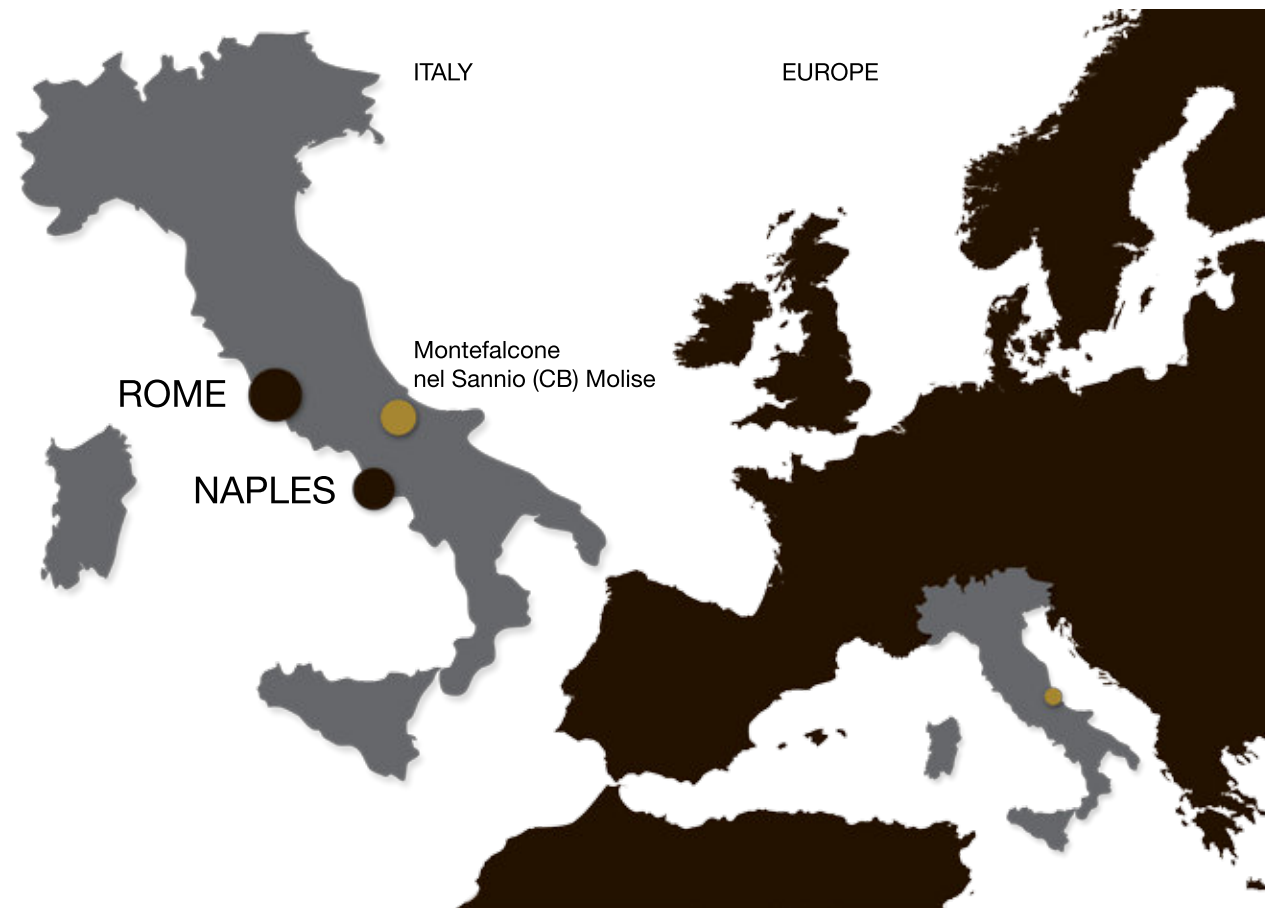 ITALY
EUROPE
Montefalcone
nel Sannio (CB) Molise
ROME
NAPLES